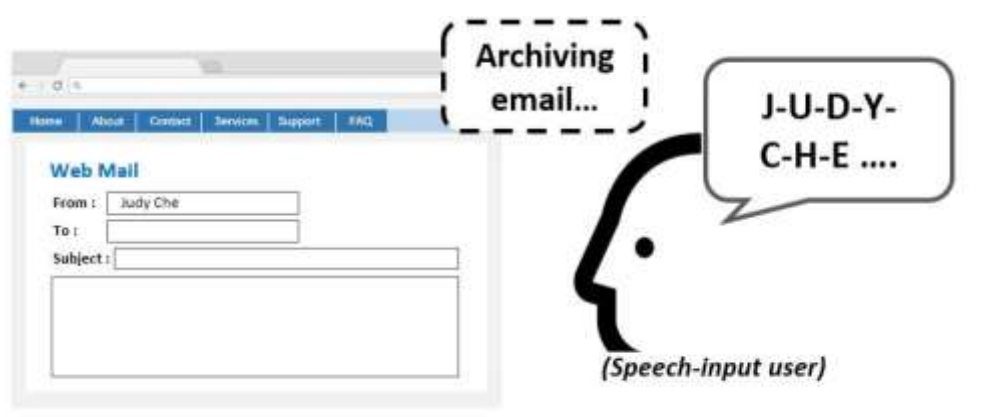 Archiving
email...
J-U-D-Y-
C-H-E ....
Home About Contact Services Support FAQ
Web Mail
From : Judy Che
To :
Subject :
(Speech-input user)